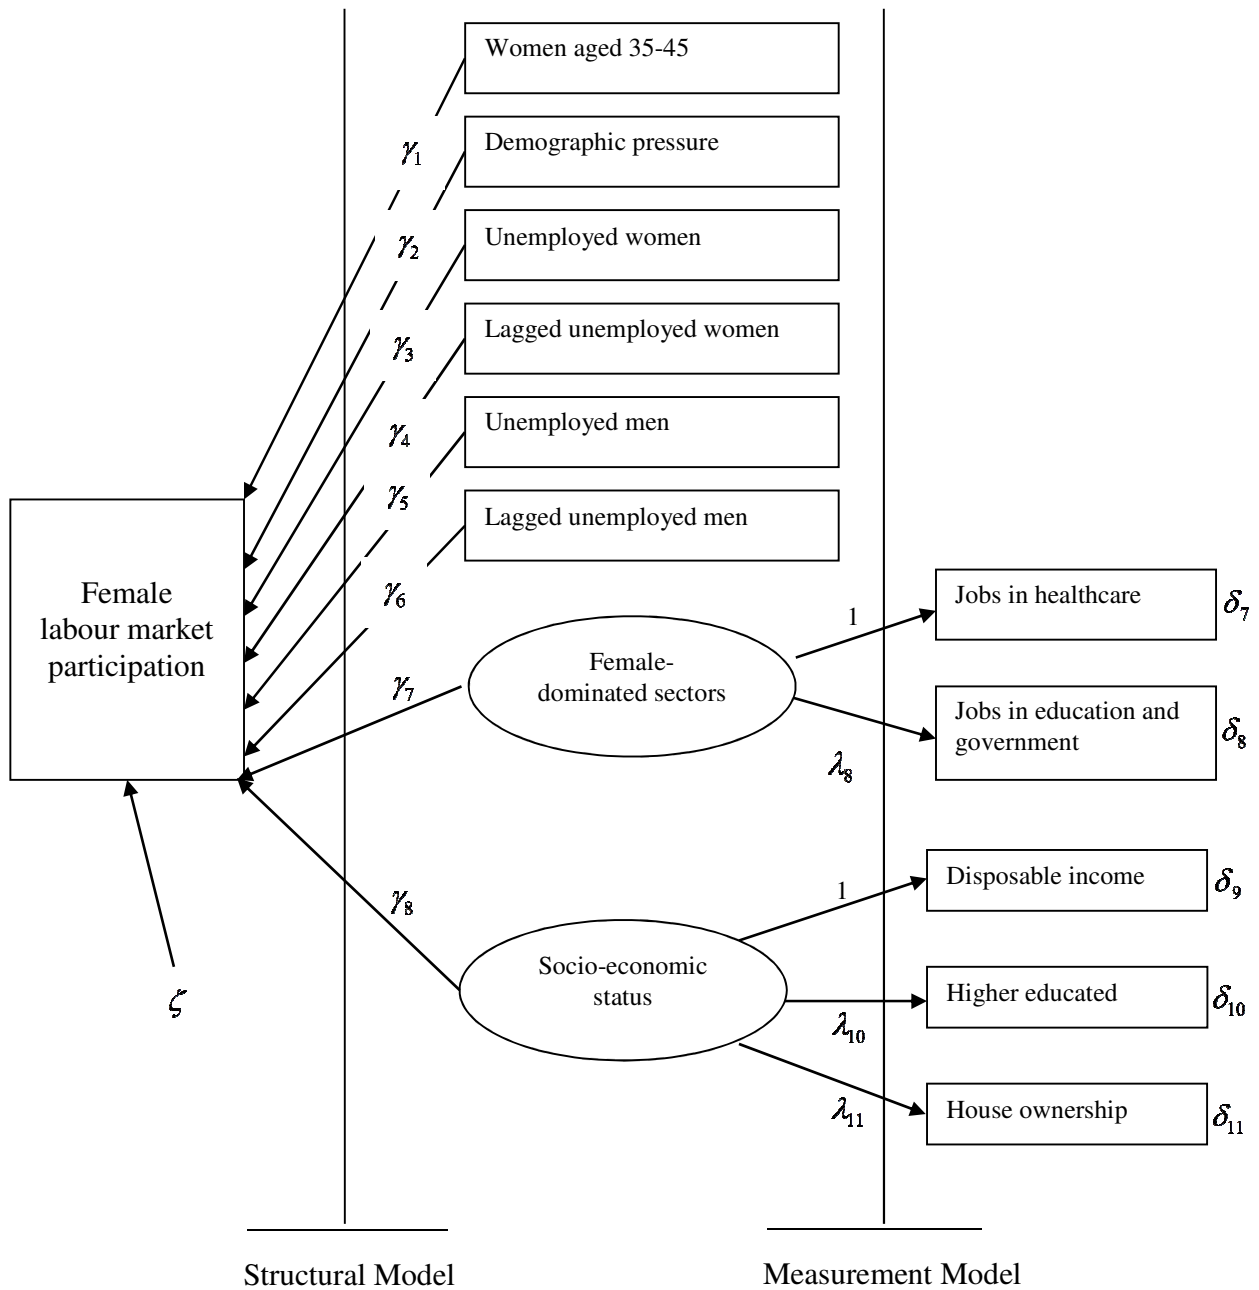 Women aged 35-45
γ1
Demographic pressure
γ2
Unemployed women
γ3
Lagged unemployed women
γ4
Unemployed men
γ5
Lagged unemployed men
γ6
Female
labour market
participation
γ7
Female-
dominated sectors
1
Jobs in healthcare
δ7
λ8
Jobs in education and
government
δ8
γ8
Socio-economic
status
1
Disposable income
δ9
λ10
Higher educated
δ10
λ11
House ownership
δ11
ζ
Structural Model
Measurement Model